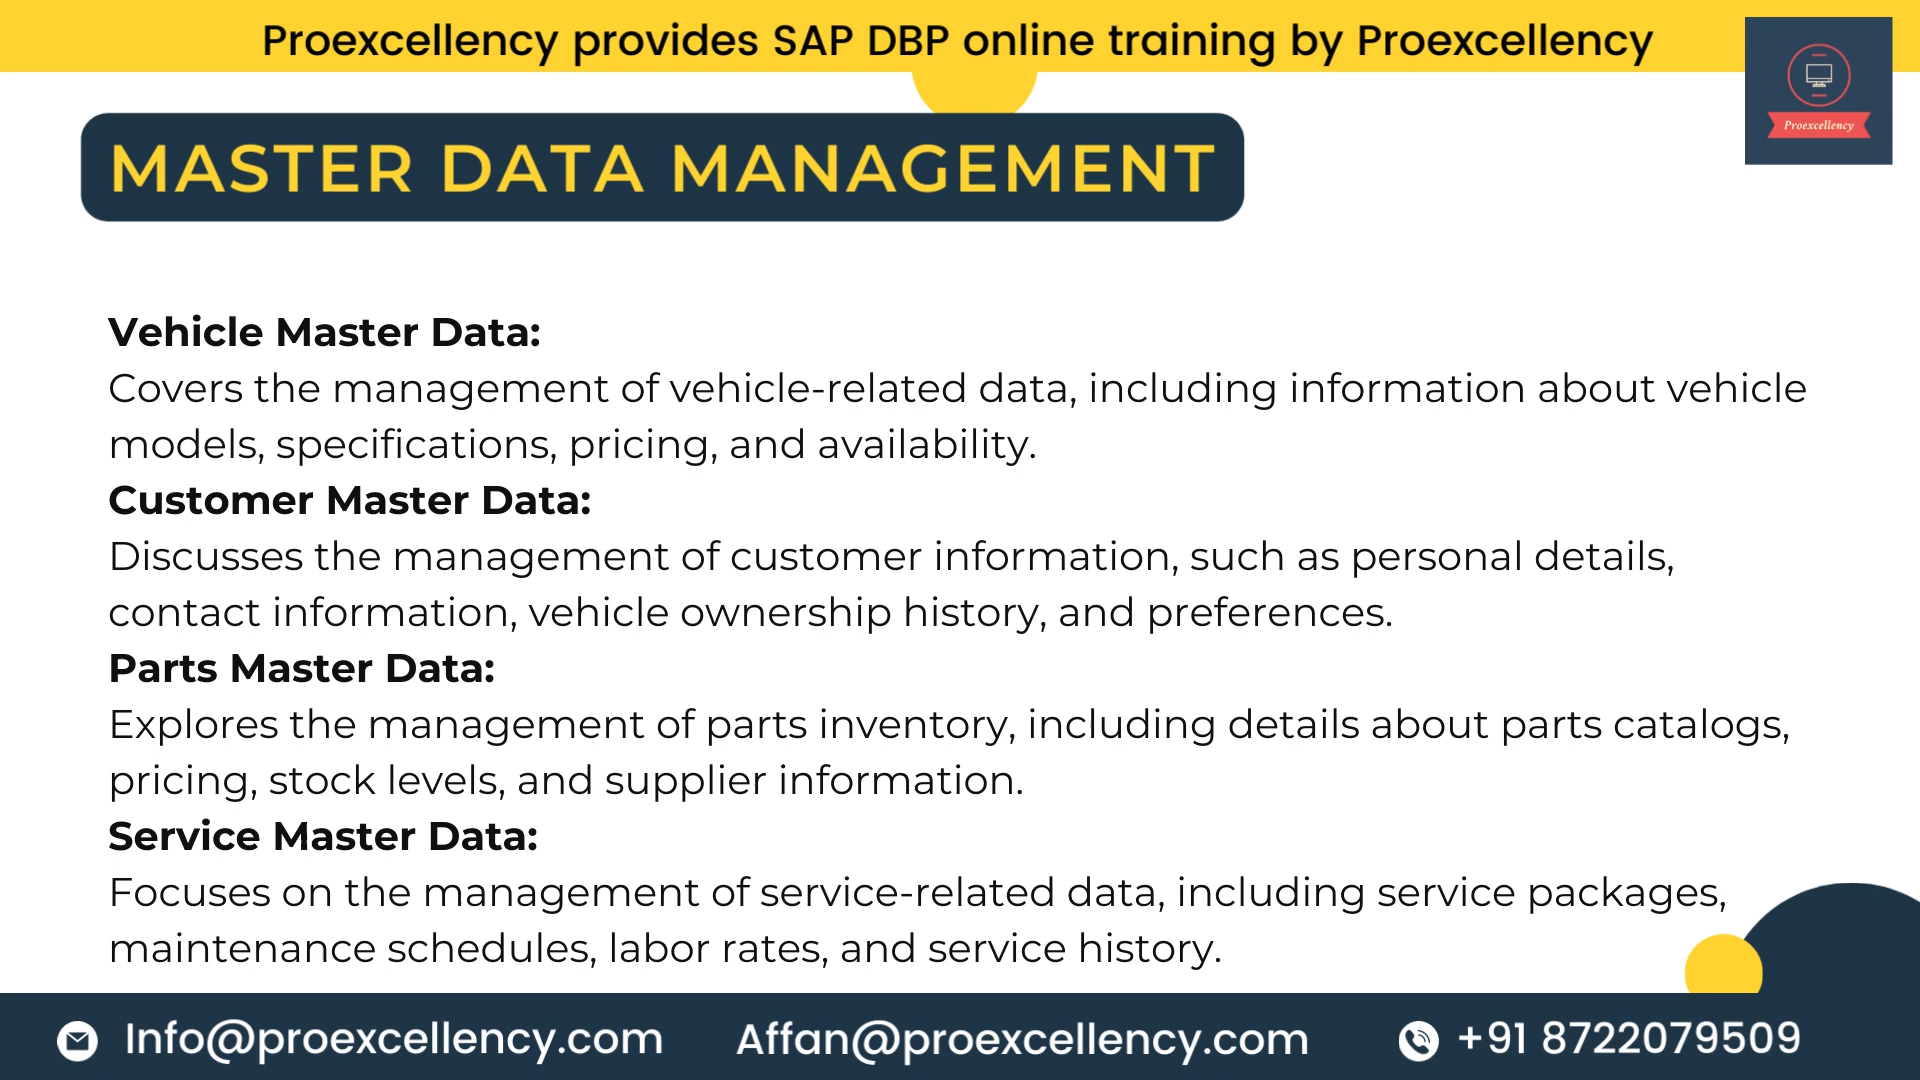 Proexcellency provides SAP DBP online training by Proexcellency
Proexcellency
MASTER DATA MANAGEMENT
Vehicle Master Data:
Covers the management of vehicle-related data, including information about vehicle
models, specifications, pricing, and availability.
Customer Master Data:
Discusses the management of customer information, such as personal details,
contact information, vehicle ownership history, and preferences.
Parts Master Data:
Explores the management of parts inventory, including details about parts catalogs,
pricing, stock levels, and supplier information.
Service Master Data:
Focuses on the management of service-related data, including service packages,
maintenance schedules, labor rates, and service history.
Info@proexcellency.com Affan@proexcellency.com +91 8722079509